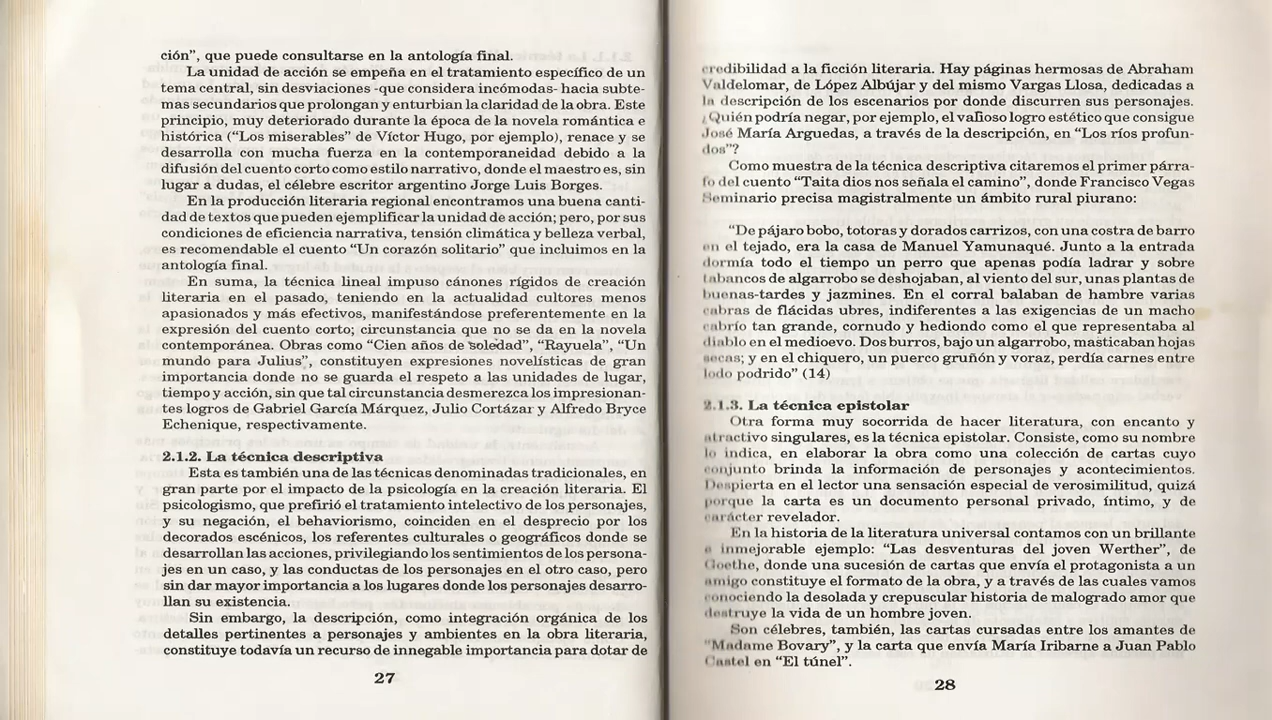 ción”, que puede consultarse en la antología final.
La unidad de acción se empeña en el tratamiento específico de un
tema central, sin desviaciones -que considera incómodas- hacia subte-
mas secundarios que prolongan y enturbian la claridad de la obra. Este
principio, muy deteriorado durante la época de la novela romántica e
histórica (“Los miserables” de Víctor Hugo, por ejemplo), renace y se
desarrolla con mucha fuerza en la contemporaneidad debido a la
difusión del cuento corto como estilo narrativo, donde el maestro es, sin
lugar a dudas, el célebre escritor argentino Jorge Luis Borges.
En la producción literaria regional encontramos una buena canti-
dad de textos que pueden ejemplificar la unidad de acción; pero, por sus
condiciones de eficiencia narrativa, tensión climática y belleza verbal,
es recomendable el cuento “Un corazón solitario” que incluimos en la
antología final.
En suma, la técnica lineal impuso cánones rígidos de creación
literaria en el pasado, teniendo en la actualidad cultores menos
apasionados y más efectivos, manifestándose preferentemente en la
expresión del cuento corto; circunstancia que no se da en la novela
contemporánea. Obras como “Cien años de soledad”, “Rayuela”, “Un
mundo para Julius”, constituyen expresiones novelísticas de gran
importancia donde no se guarda el respeto a las unidades de lugar,
tiempo y acción, sin que tal circunstancia desmerezca los impresionan-
tes logros de Gabriel García Márquez, Julio Cortázar y Alfredo Bryce
Echenique, respectivamente.
2.1.2. La técnica descriptiva
Esta es también una de las técnicas denominadas tradicionales, en
gran parte por el impacto de la psicología en la creación literaria. El
psicologismo, que prefirió el tratamiento intelectivo de los personajes,
y su negación, el behaviorismo, coinciden en el desprecio por los
decorados escénicos, los referentes culturales o geográficos donde se
desarrollan las acciones, privilegiando los sentimientos de los persona-
jes en un caso, y las conductas de los personajes en el otro caso, pero
sin dar mayor importancia a los lugares donde los personajes desarro-
llan su existencia.
Sin embargo, la descripción, como integración orgánica de los
detalles pertinentes a personajes y ambientes en la obra literaria,
constituye todavía un recurso de innegable importancia para dotar de
27
credibilidad a la ficción literaria. Hay páginas hermosas de Abraham
Valdelomar, de López Albújar y del mismo Vargas Llosa, dedicadas a
la descripción de los escenarios por donde discurren sus personajes.
¿Quién podría negar, por ejemplo, el valioso logro estético que consigue
José María Arguedas, a través de la descripción, en “Los ríos profun-
dos”?
Como muestra de la técnica descriptiva citaremos el primer párra-
fo del cuento “Taita dios nos señala el camino”, donde Francisco Vegas
Seminario precisa magistralmente un ámbito rural piurano:
“De pájaro bobo, totoras y dorados carrizos, con una costra de barro
en el tejado, era la casa de Manuel Yamunaqué. Junto a la entrada
dormía todo el tiempo un perro que apenas podía ladrar y sobre
tabancos de algarrobo se deshojaban, al viento del sur, unas plantas de
buenas-tardes y jazmines. En el corral balaban de hambre varias
cabras de flácidas ubres, indiferentes a las exigencias de un macho
cabrío tan grande, cornudo y hediondo como el que representaba al
diablo en el medioevo. Dos burros, bajo un algarrobo, masticaban hojas
secas; y en el chiquero, un puerco gruñón y voraz, perdía carnes entre
lodo podrido” (14)
2.1.3. La técnica epistolar
Otra forma muy socorrida de hacer literatura, con encanto y
atractivo singulares, es la técnica epistolar. Consiste, como su nombre
lo indica, en elaborar la obra como una colección de cartas cuyo
conjunto brinda la información de personajes y acontecimientos.
Despierta en el lector una sensación especial de verosimilitud, quizá
porque la carta es un documento personal privado, íntimo, y de
carácter revelador.
En la historia de la literatura universal contamos con un brillante
e inmejorable ejemplo: “Las desventuras del joven Werther”, de
Goethe, donde una sucesión de cartas que envía el protagonista a un
amigo constituye el formato de la obra, y a través de las cuales vamos
conociendo la desolada y crepuscular historia de malogrado amor que
destruye la vida de un hombre joven.
Son célebres, también, las cartas cursadas entre los amantes de
“Madame Bovary”, y la carta que envía María Iribarne a Juan Pablo
Castel en “El túnel”.
28